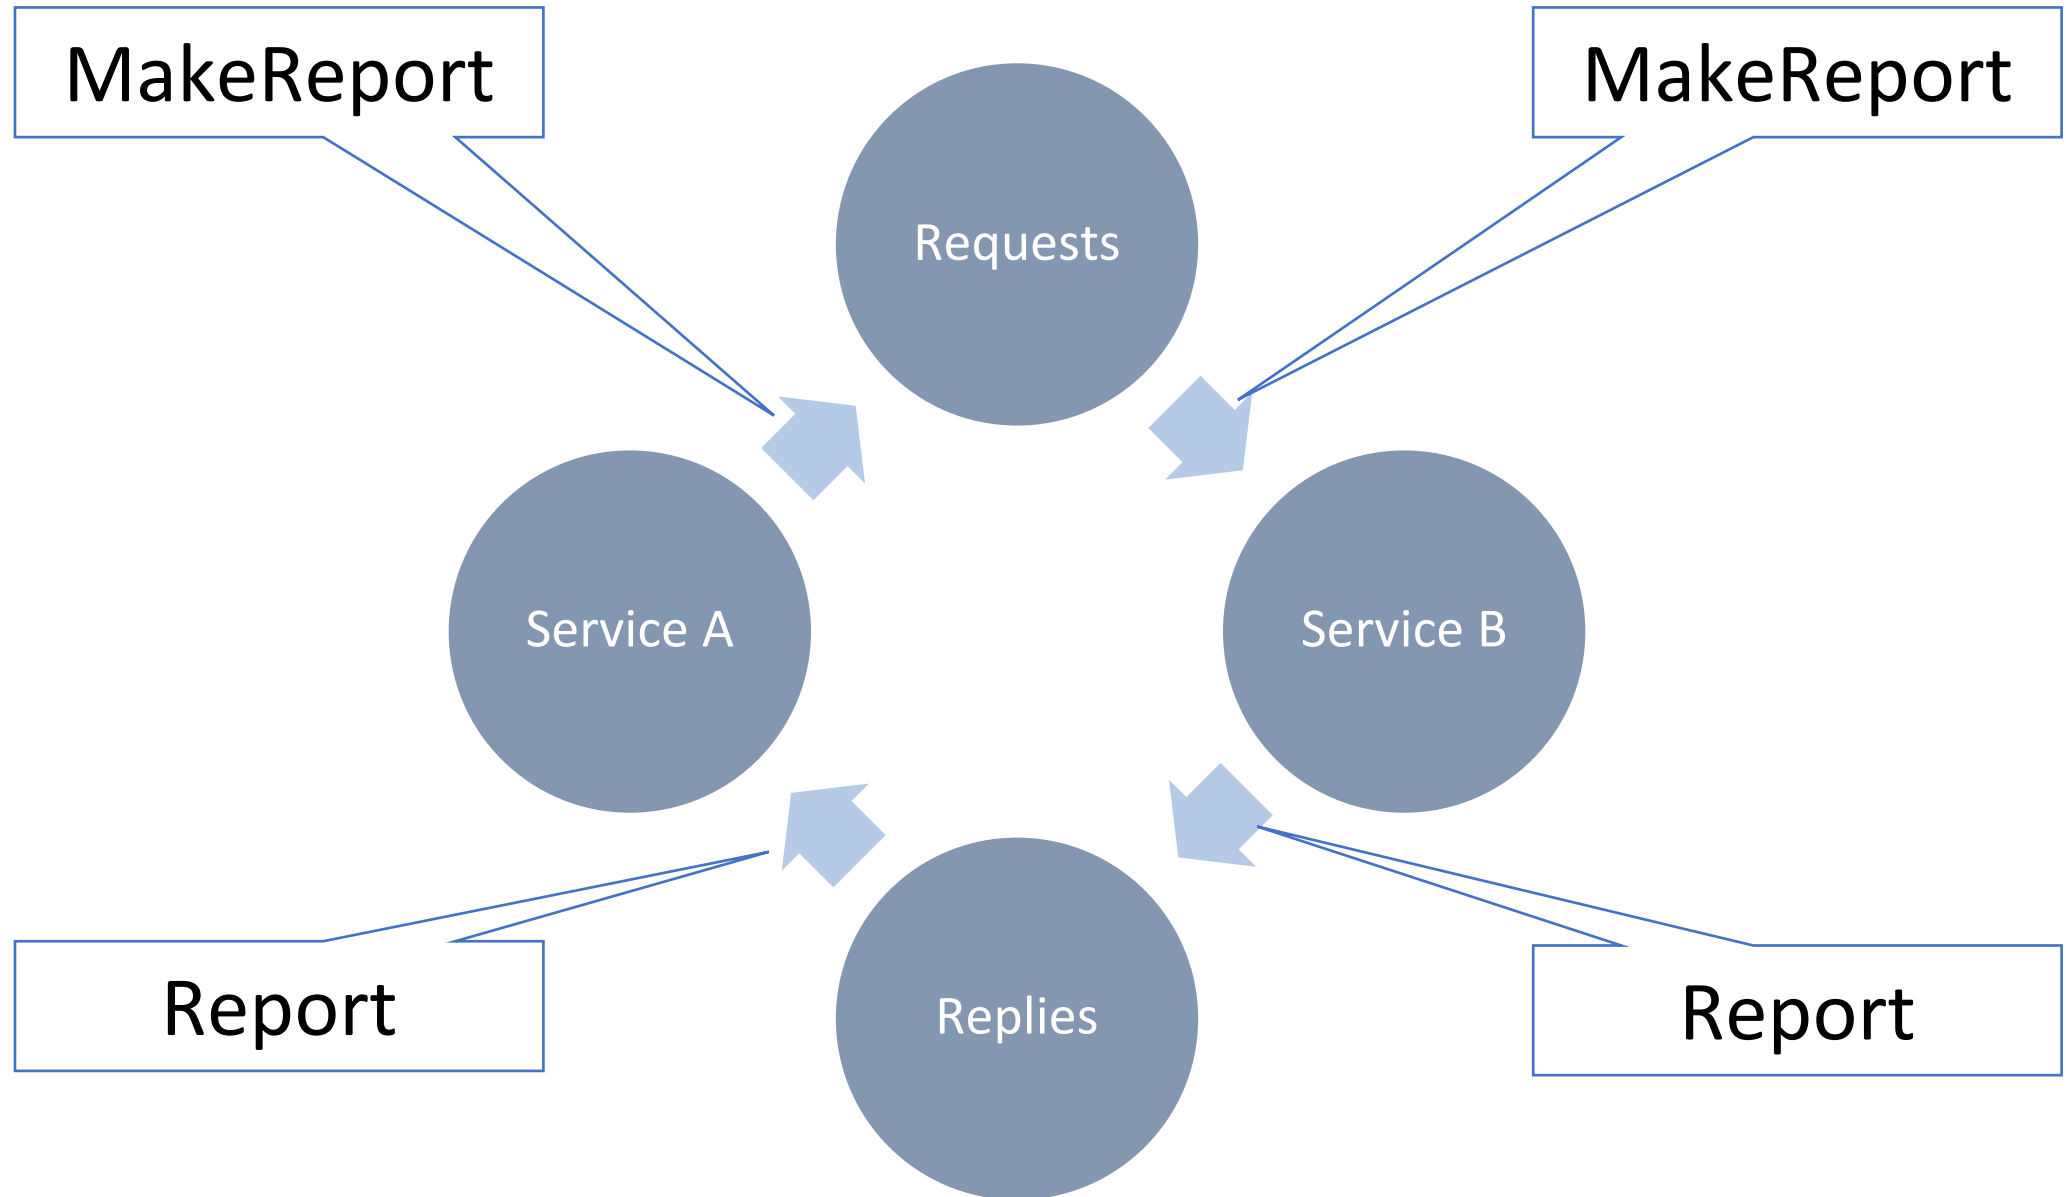 MakeReport
MakeReport
Requests
Service A
Service B
Report
Replies
Report